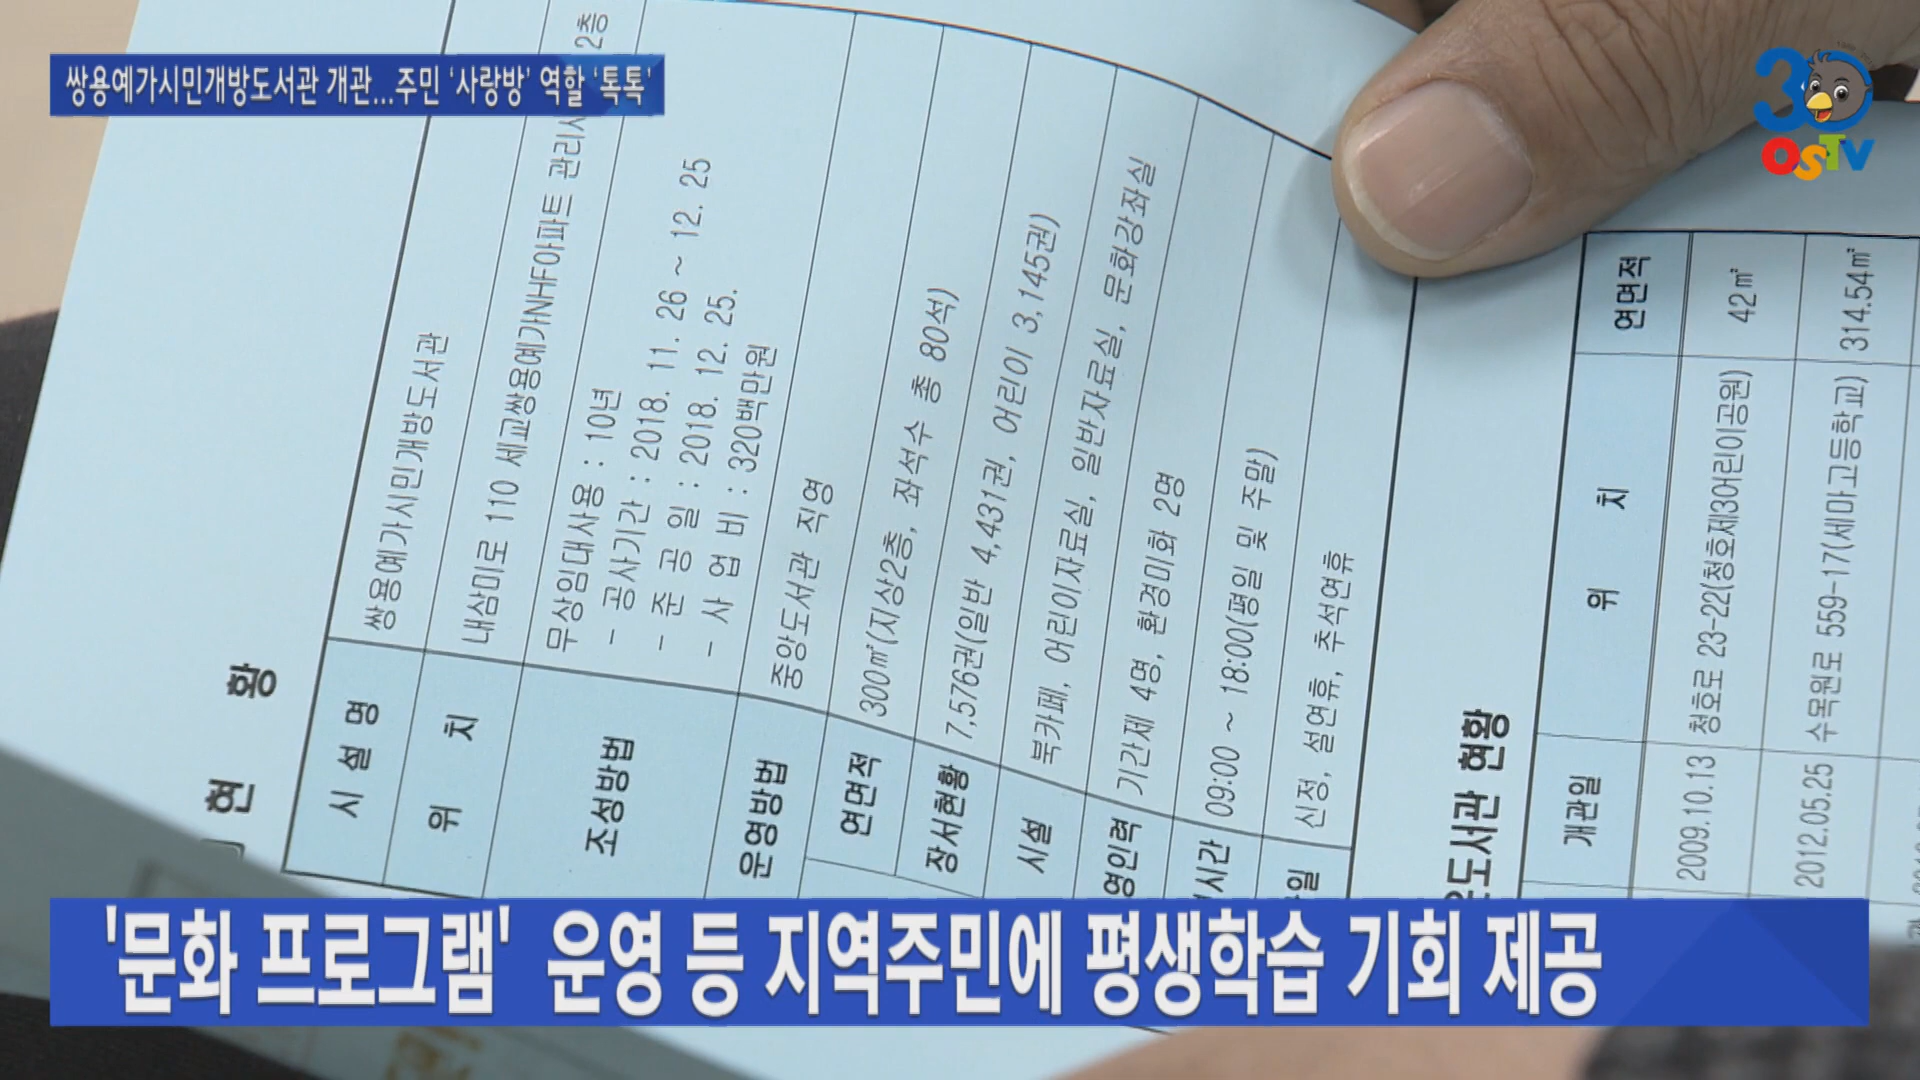 쌍용예가시민개방도서관 개관...주민 '사랑방' 역할 '톡톡'
30
OSTV
현 황
시 설 명 쌍용예가시민개방도서관
위 치 내삼미로 110 세교쌍용예가NHF아파트 관리사 2층
조성방법 무상임대사용 : 10년
- 공사기간 : 2018. 11. 26 ~ 12. 25
- 준 공 일 : 2018. 12. 25.
- 사 업 비 : 320백만원
운영방법 중앙도서관 직영
연면적 300㎡(지상2층, 좌석수 총 80석)
장서현황 7,576권(일반 4,431권, 어린이 3,145권)
시설 북카페, 어린이자료실, 일반자료실, 문화강좌실
영인력 기간제 4명, 환경미화 2명
시간 09:00 ~ 18:00(평일 및 주말)
일 신정, 설연휴, 추석연휴
도서관 현황
개관일 위 치 연면적
2009.10.13 청호로 23-22(청호제3어린이공원) 42㎡
2012.05.25 수목원로 559-17(세마고등학교) 314.54㎡
'문화 프로그램' 운영 등 지역주민에 평생학습 기회 제공